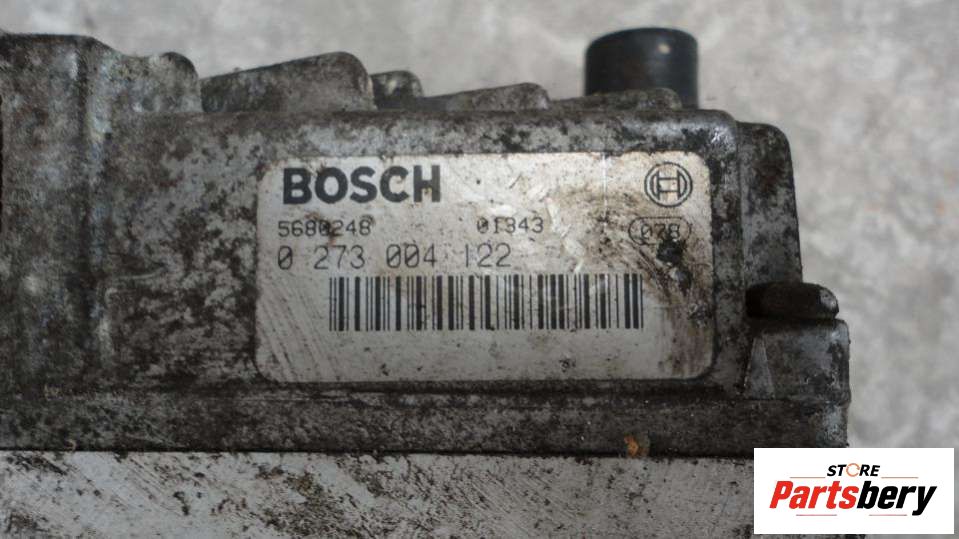 BOSCH
5680248 01343 078
0 273 004 122
STORE
Partsbery